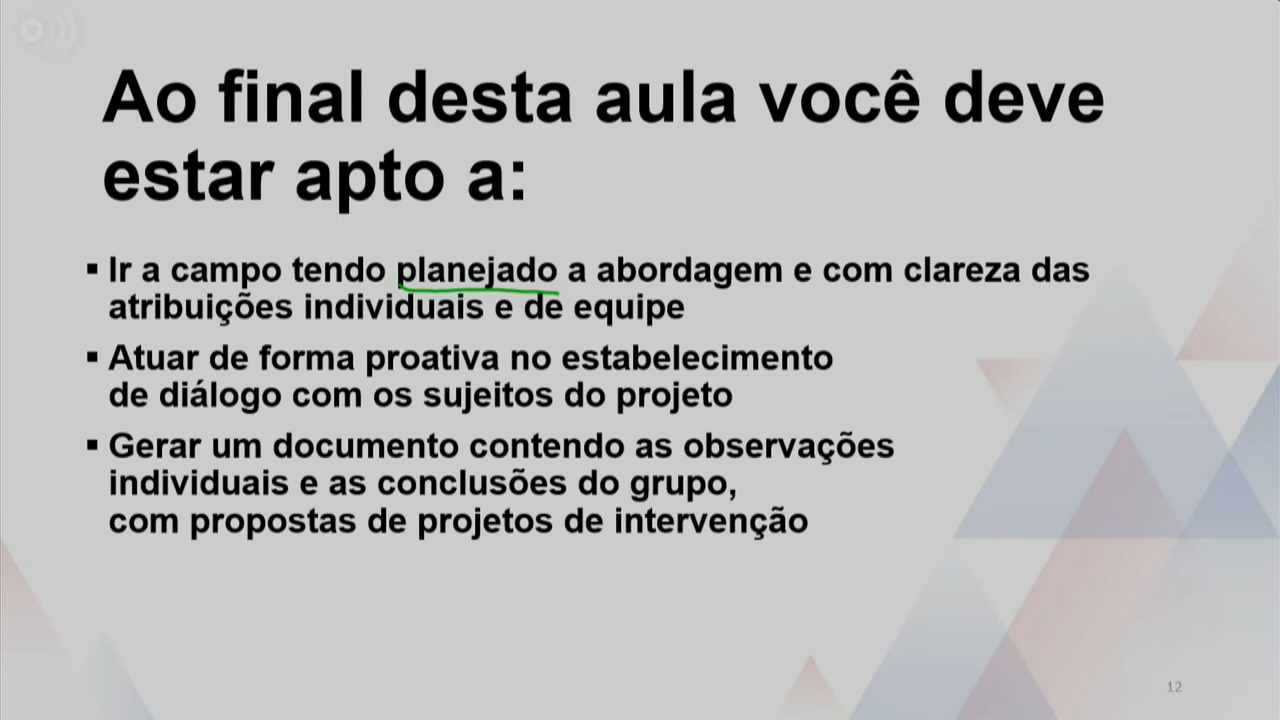 Ao final desta aula você deve
estar apto a:
▪ Ir a campo tendo planejado a abordagem e com clareza das
atribuições individuais e de equipe
▪ Atuar de forma proativa no estabelecimento
de diálogo com os sujeitos do projeto
▪ Gerar um documento contendo as observações
individuais e as conclusões do grupo,
com propostas de projetos de intervenção
12